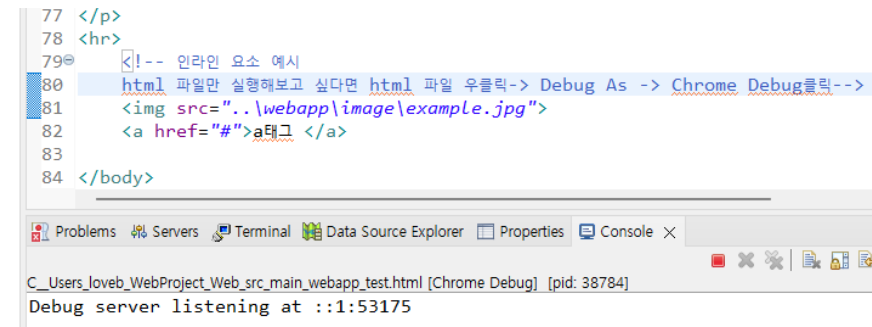 77 </p>
78 <hr>
79 <!-- 인라인 요소 예시
80 html 파일만 실행해보고 싶다면 html 파일 우클릭-> Debug As -> Chrome Debug클릭-->
81 <img src="..\webapp\image\example.jpg">
82 <a href="#">a태그 </a>
83
84 </body>
Problems Servers Terminal Data Source Explorer Properties Console
C__Users_loveb_WebProject_Web_src_main_webapp_test.html [Chrome Debug] [pid: 38784]
Debug server listening at ::1:53175